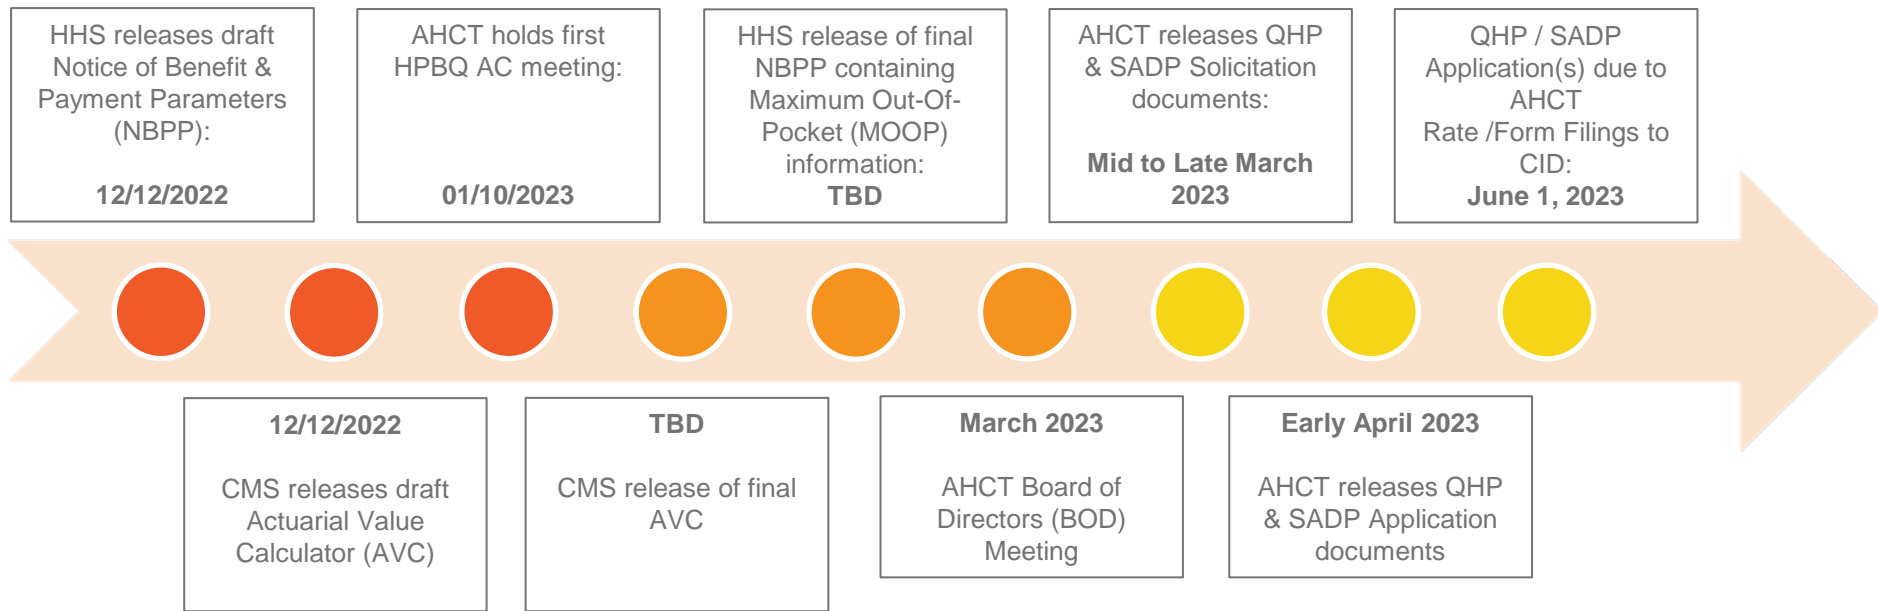 HHS releases draft
Notice of Benefit &
Payment Parameters
(NBPP):
12/12/2022
AHCT holds first
HPBQ AC meeting:
01/10/2023
HHS release of final
NBPP containing
Maximum Out-Of-
Pocket (MOOP)
information:
TBD
AHCT releases QHP
& SADP Solicitation
documents:
Mid to Late March
2023
QHP / SADP
Application(s) due to
AHCT
Rate /Form Filings to
CID:
June 1, 2023
12/12/2022
CMS releases draft
Actuarial Value
Calculator (AVC)
TBD
CMS release of final
AVC
March 2023
AHCT Board of
Directors (BOD)
Meeting
Early April 2023
AHCT releases QHP
& SADP Application
documents